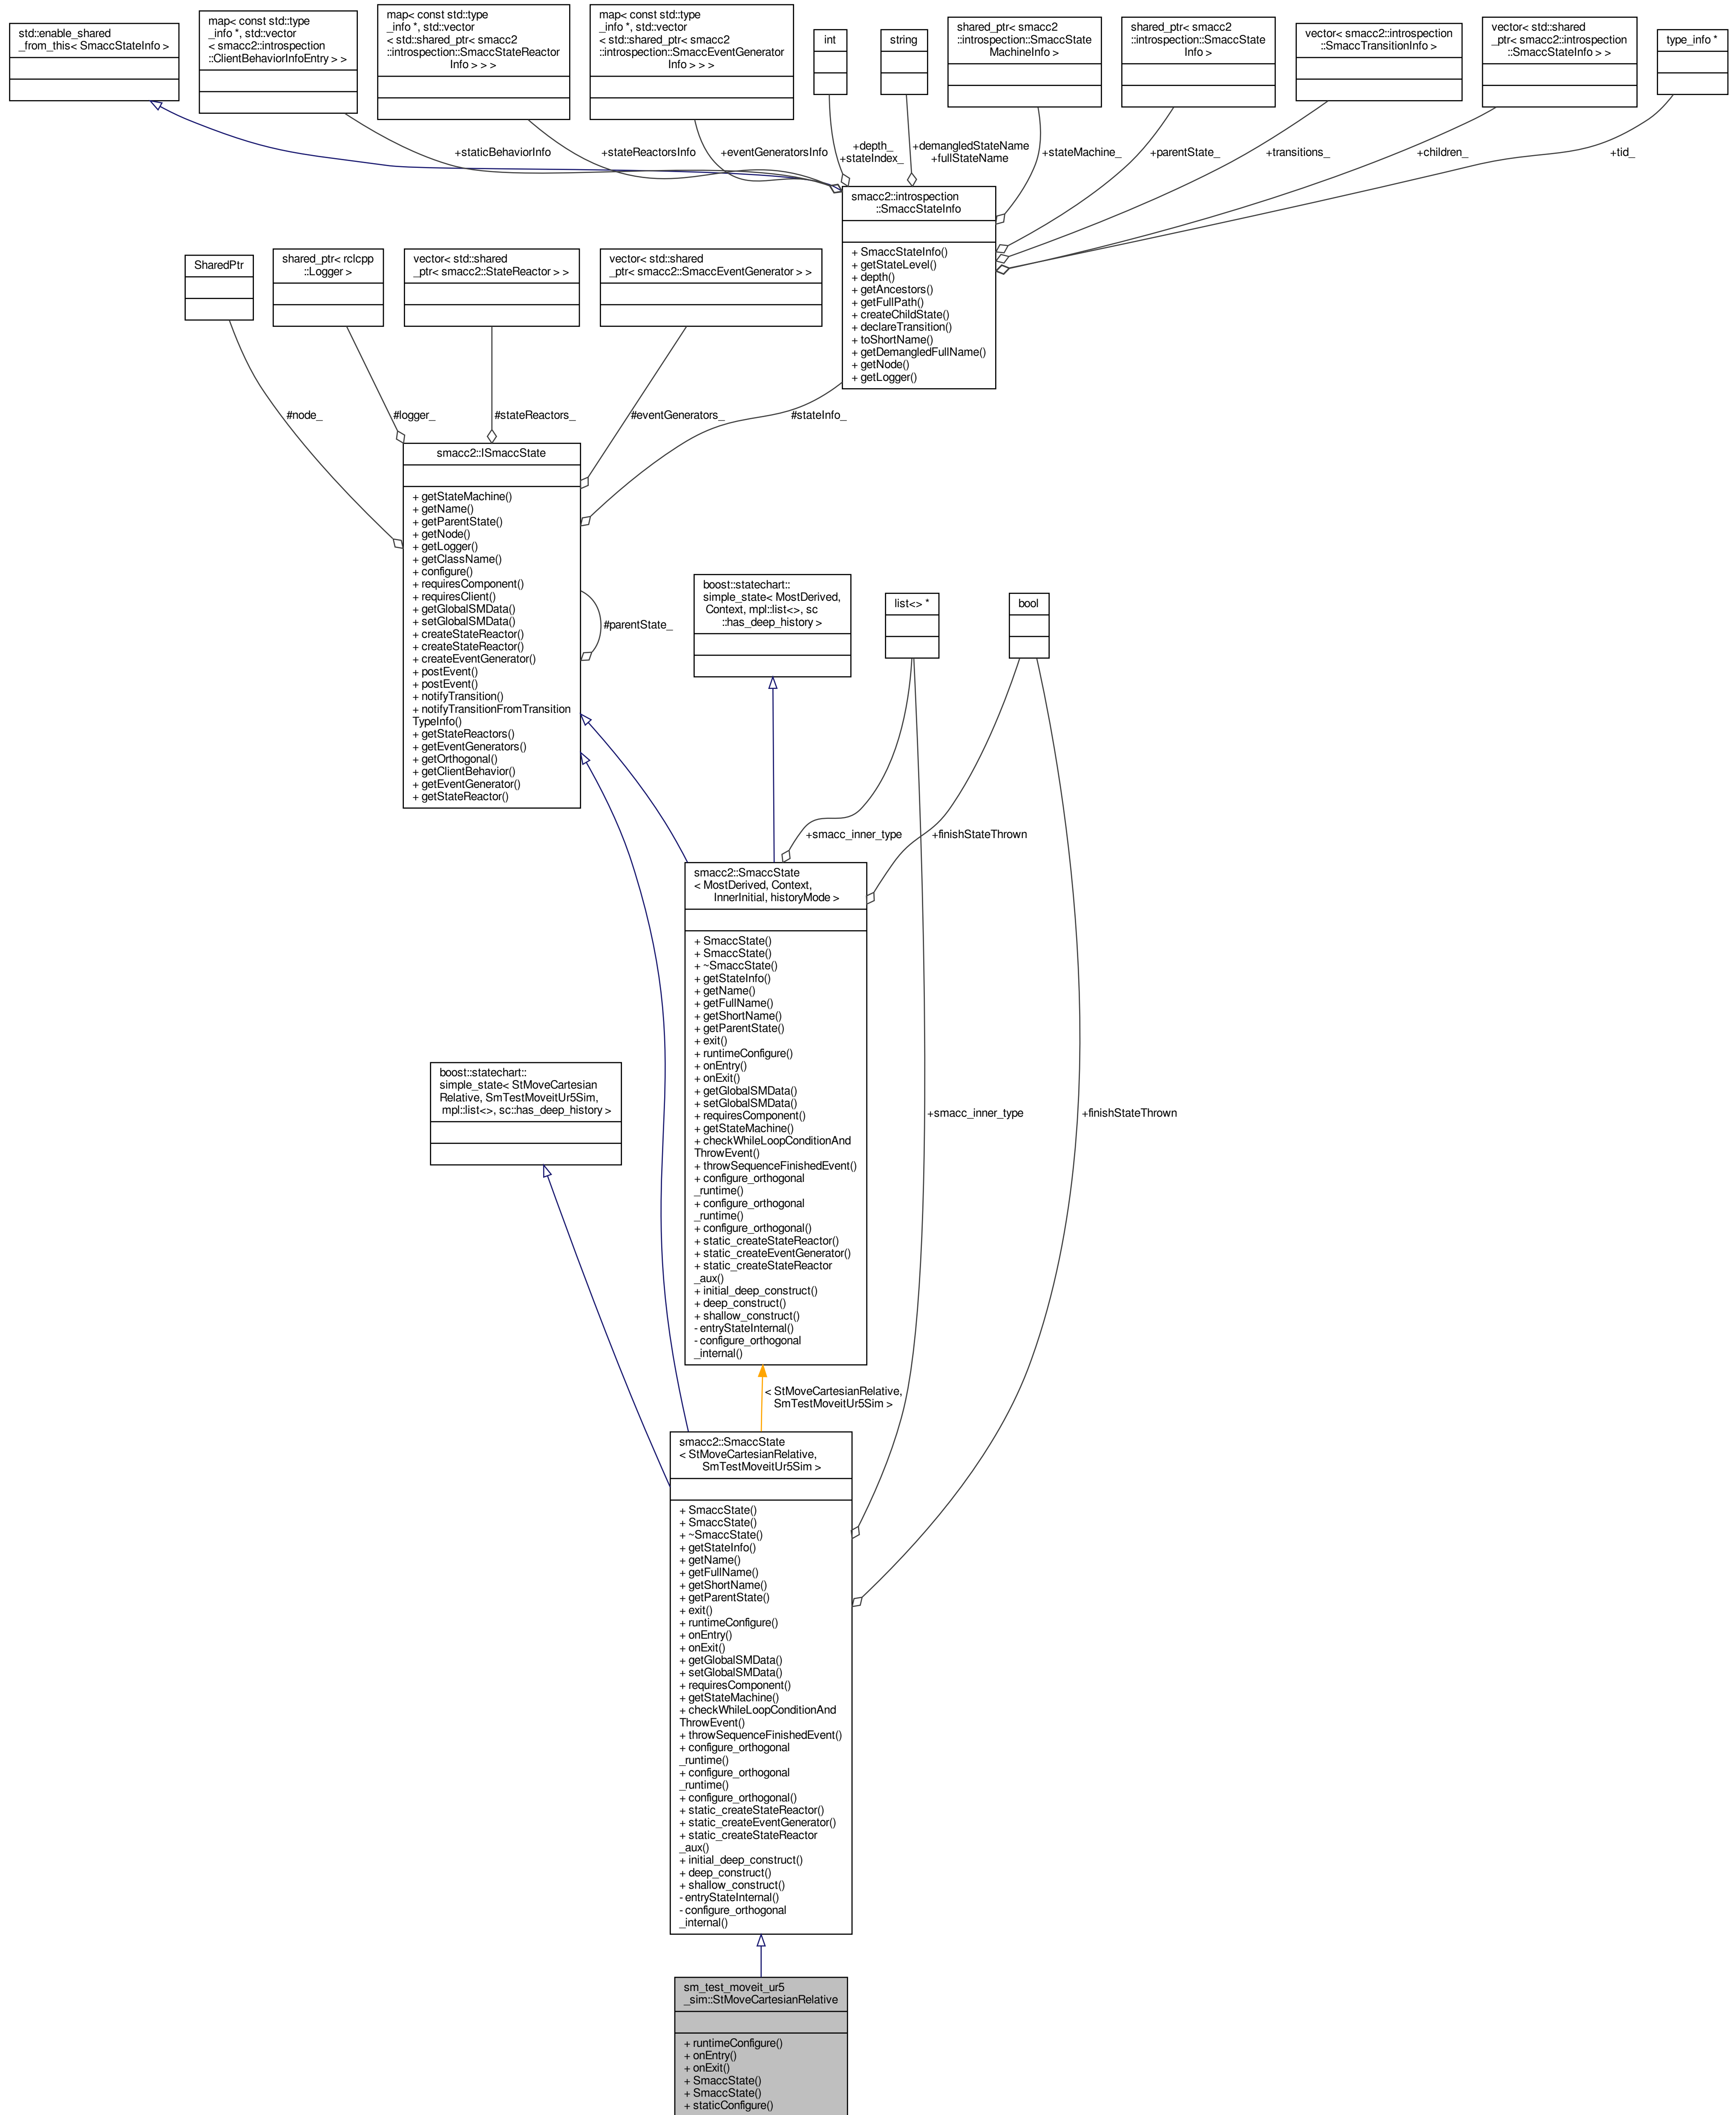 std::enable_shared
_from_this< SmaccStateInfo >
map< const std::type
_info *, std::vector
< smacc2::introspection
::ClientBehaviorInfoEntry > >
map< const std::type
_info *, std::vector
< std::shared_ptr< smacc2
::introspection::SmaccStateReactor
Info > > >
map< const std::type
_info *, std::vector
< std::shared_ptr< smacc2
::introspection::SmaccEventGenerator
Info > > >
int
string
shared_ptr< smacc2
::introspection::SmaccState
MachineInfo >
shared_ptr< smacc2
::introspection::SmaccState
Info >
vector< smacc2::introspection
::SmaccTransitionInfo >
vector< std::shared
_ptr< smacc2::introspection
::SmaccStateInfo > >
type_info *
+staticBehaviorInfo
+stateReactorsInfo
+eventGeneratorsInfo
+depth_
+stateIndex_
+demangledStateName
+fullStateName
+stateMachine_
+parentState_
+transitions_
+children_
+tid_
smacc2::introspection
::SmaccStateInfo
+ SmaccStateInfo()
+ getStateLevel()
+ depth()
+ getAncestors()
+ getFullPath()
+ createChildState()
+ declareTransition()
+ toShortName()
+ getDemangledFullName()
+ getNode()
+ getLogger()
SharedPtr
shared_ptr< rclcpp
::Logger >
vector< std::shared
_ptr< smacc2::StateReactor > >
vector< std::shared
_ptr< smacc2::SmaccEventGenerator > >
#node_
#logger_
#stateReactors_
#eventGenerators_
#stateInfo_
smacc2::ISmaccState
+ getStateMachine()
+ getName()
+ getParentState()
+ getNode()
+ getLogger()
+ getClassName()
+ configure()
+ requiresComponent()
+ requiresClient()
+ getGlobalSMData()
+ setGlobalSMData()
+ createStateReactor()
+ createStateReactor()
+ createEventGenerator()
+ postEvent()
+ postEvent()
+ notifyTransition()
+ notifyTransitionFromTransition
TypeInfo()
+ getStateReactors()
+ getEventGenerators()
+ getOrthogonal()
+ getClientBehavior()
+ getEventGenerator()
+ getStateReactor()
#parentState_
boost::statechart::
simple_state< MostDerived,
Context, mpl::list<>, sc
::has_deep_history >
list<> *
bool
+smacc_inner_type
+finishStateThrown
smacc2::SmaccState
< MostDerived, Context,
InnerInitial, historyMode >
+ SmaccState()
+ SmaccState()
+ ~SmaccState()
+ getStateInfo()
+ getName()
+ getFullName()
+ getShortName()
+ getParentState()
+ exit()
+ runtimeConfigure()
+ onEntry()
+ onExit()
+ getGlobalSMData()
+ setGlobalSMData()
+ requiresComponent()
+ getStateMachine()
+ checkWhileLoopConditionAnd
ThrowEvent()
+ throwSequenceFinishedEvent()
+ configure_orthogonal
_runtime()
+ configure_orthogonal
_runtime()
+ configure_orthogonal()
+ static_createStateReactor()
+ static_createEventGenerator()
+ static_createStateReactor
_aux()
+ initial_deep_construct()
+ deep_construct()
+ shallow_construct()
- entryStateInternal()
- configure_orthogonal
_internal()
boost::statechart::
simple_state< StMoveCartesian
Relative, SmTestMoveitUr5Sim,
mpl::list<>, sc::has_deep_history >
+smacc_inner_type
+finishStateThrown
< StMoveCartesianRelative,
SmTestMoveitUr5Sim >
smacc2::SmaccState
< StMoveCartesianRelative,
SmTestMoveitUr5Sim >
+ SmaccState()
+ SmaccState()
+ ~SmaccState()
+ getStateInfo()
+ getName()
+ getFullName()
+ getShortName()
+ getParentState()
+ exit()
+ runtimeConfigure()
+ onEntry()
+ onExit()
+ getGlobalSMData()
+ setGlobalSMData()
+ requiresComponent()
+ getStateMachine()
+ checkWhileLoopConditionAnd
ThrowEvent()
+ throwSequenceFinishedEvent()
+ configure_orthogonal
_runtime()
+ configure_orthogonal
_runtime()
+ configure_orthogonal()
+ static_createStateReactor()
+ static_createEventGenerator()
+ static_createStateReactor
_aux()
+ initial_deep_construct()
+ deep_construct()
+ shallow_construct()
- entryStateInternal()
- configure_orthogonal
_internal()
sm_test_moveit_ur5
_sim::StMoveCartesianRelative
+ runtimeConfigure()
+ onEntry()
+ onExit()
+ SmaccState()
+ SmaccState()
+ staticConfigure()